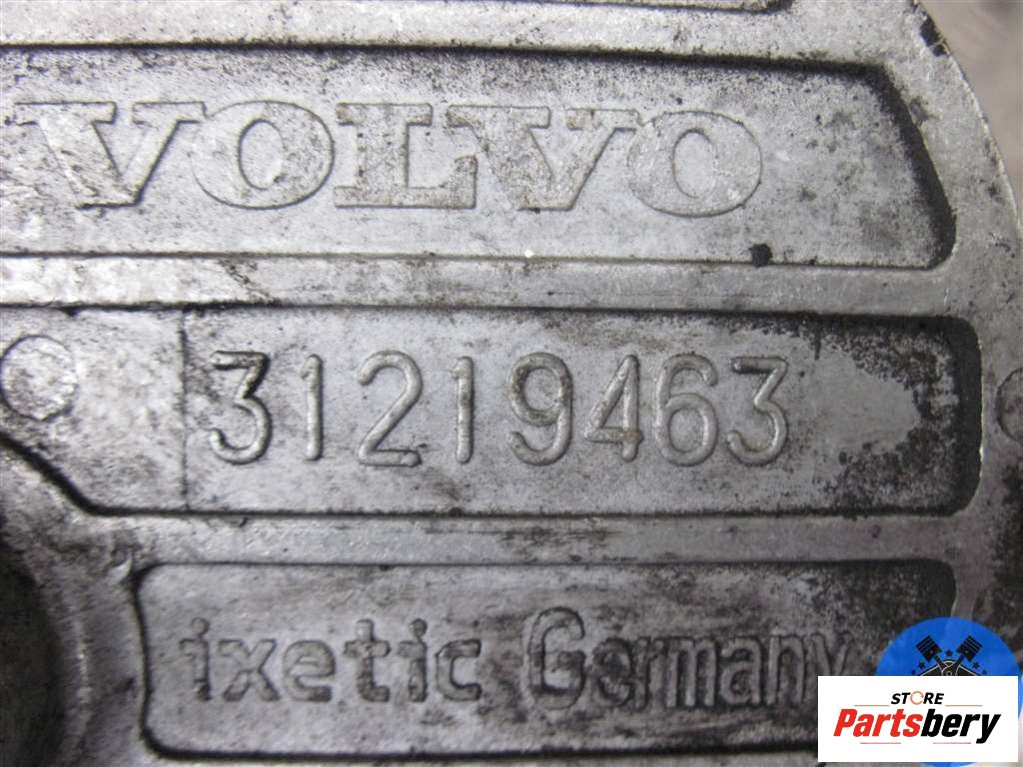 VOLVO
31219463
ixetic Germany
STORE
Partsbery